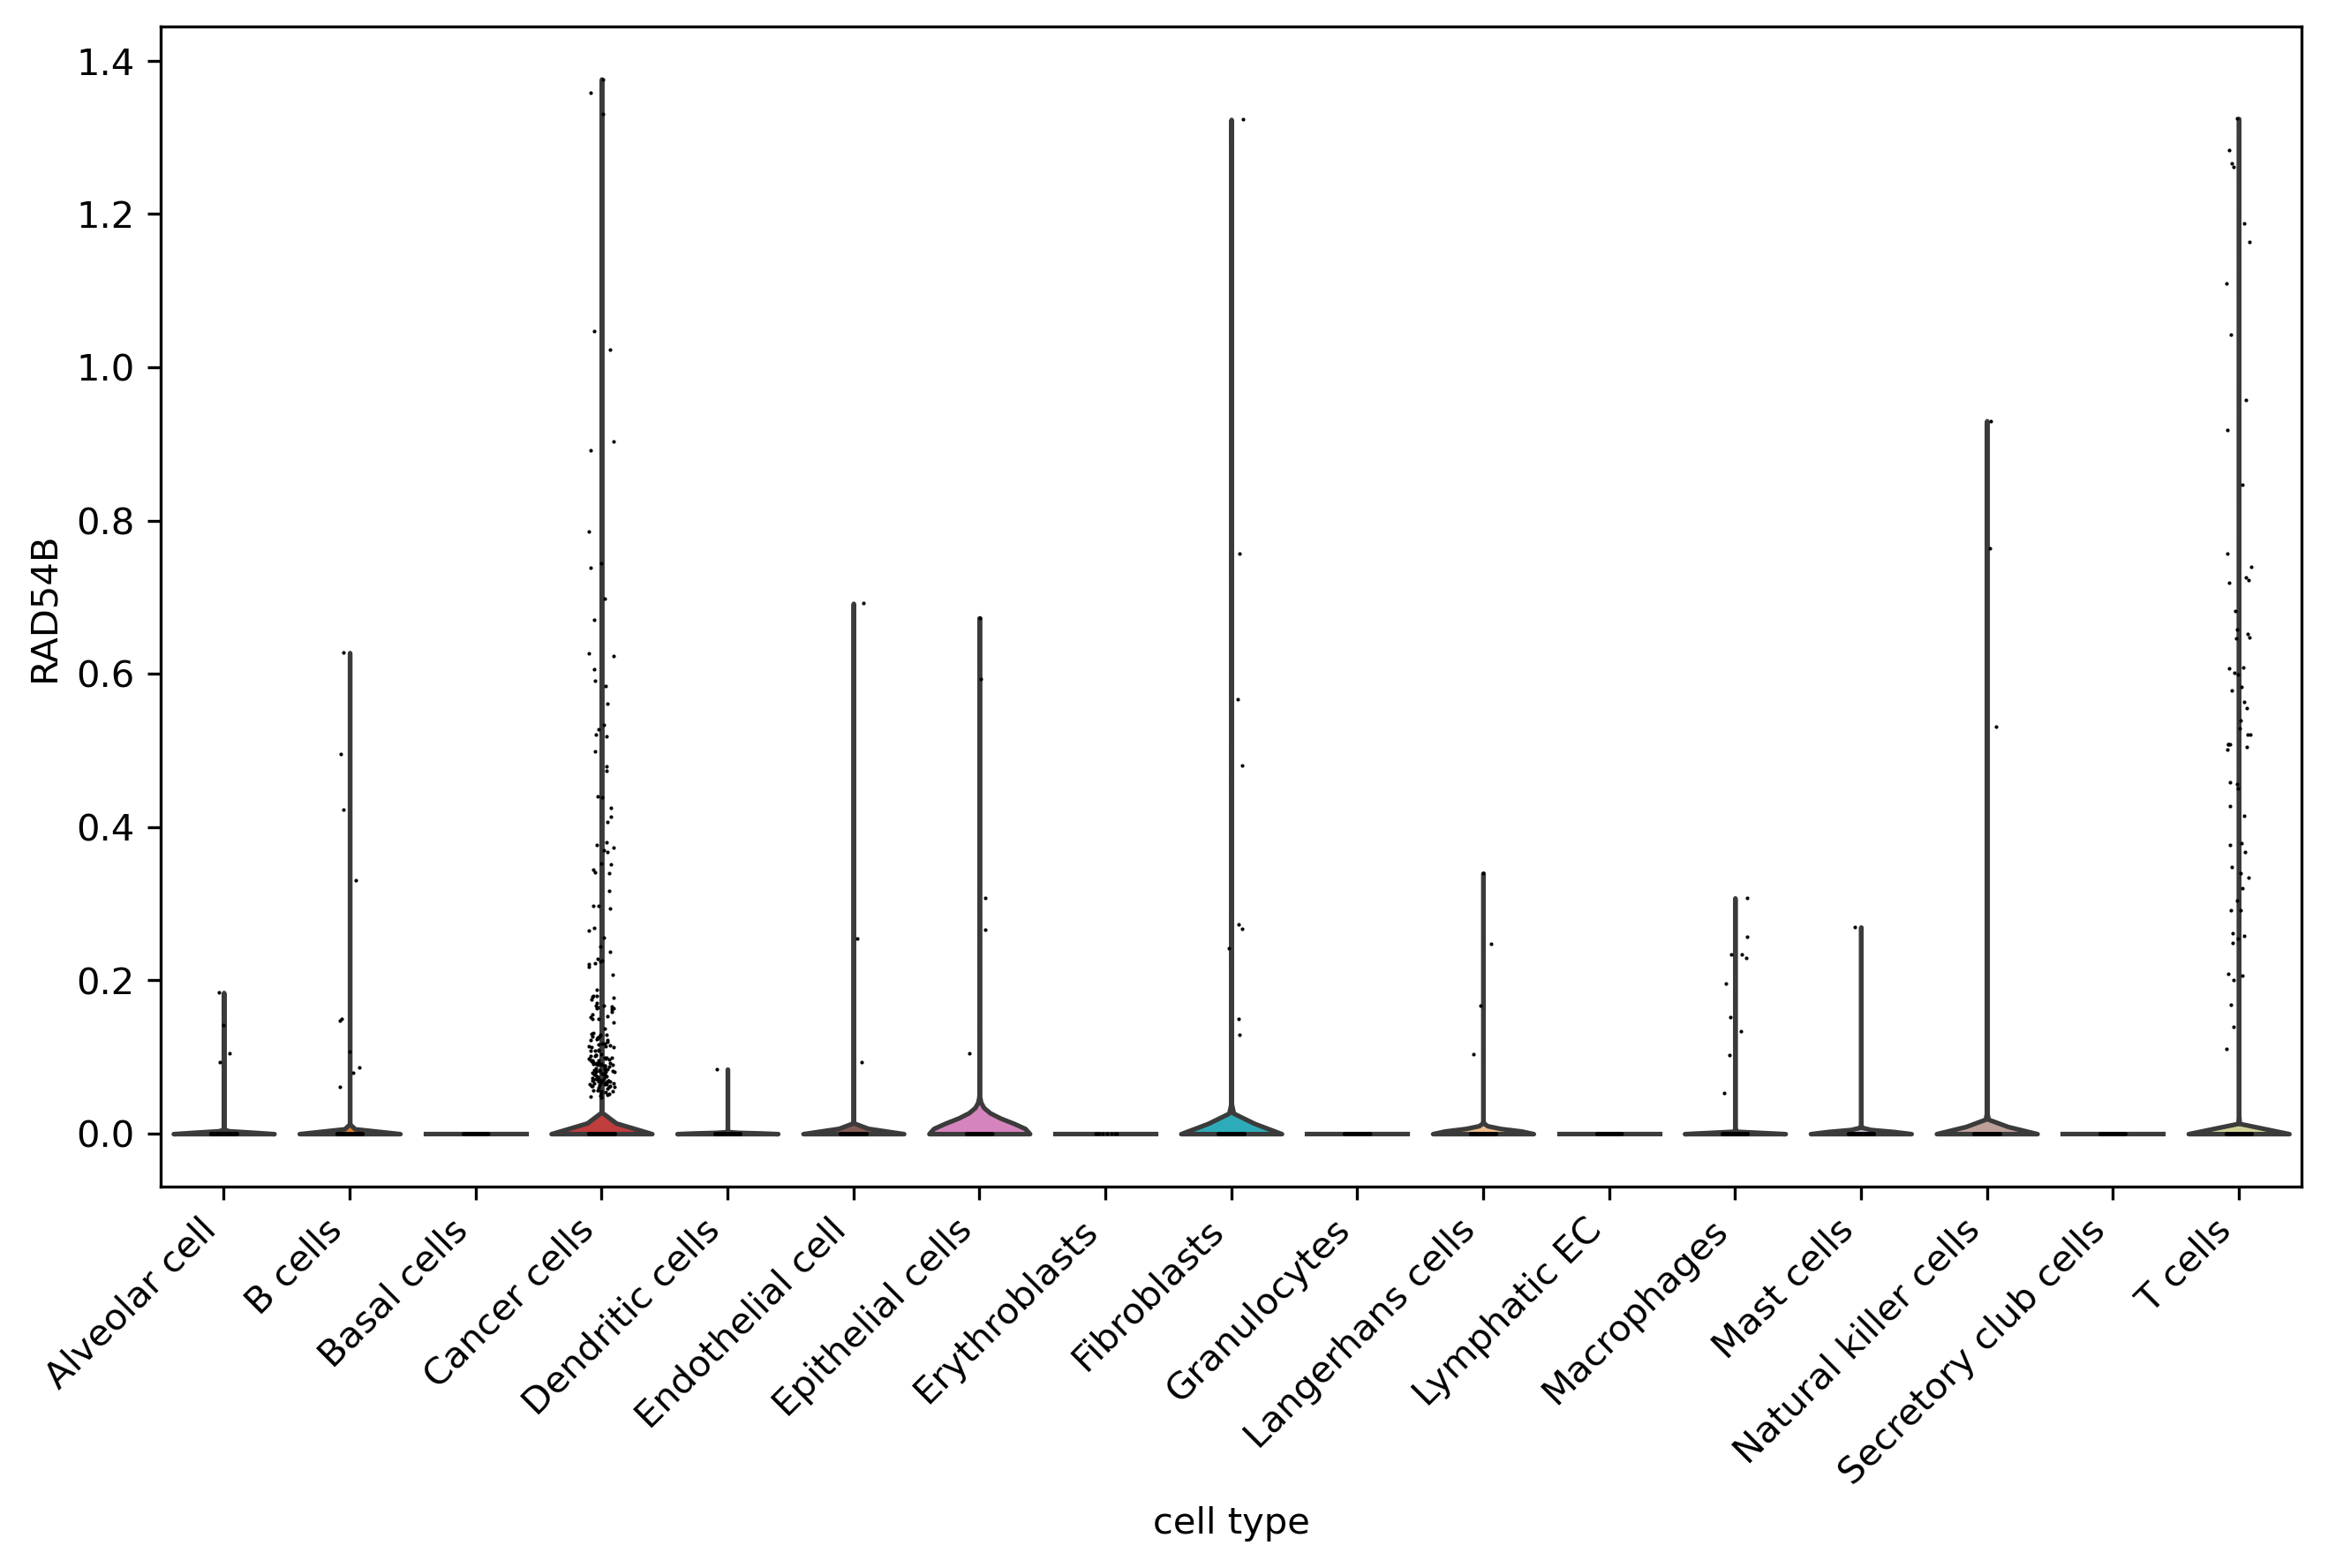 1.4
1.2
1.0
0.8
0.6
0.4
0.2
0.0
RAD54B
Alveolar cell
B cells
Basal cells
Cancer cells
Dendritic cells
Endothelial cell
Epithelial cells
Erythroblasts
Fibroblasts
Granulocytes
Langerhans cells
Lymphatic EC
Macrophages
Mast cells
Natural killer cells
Secretory club cells
T cells
cell type